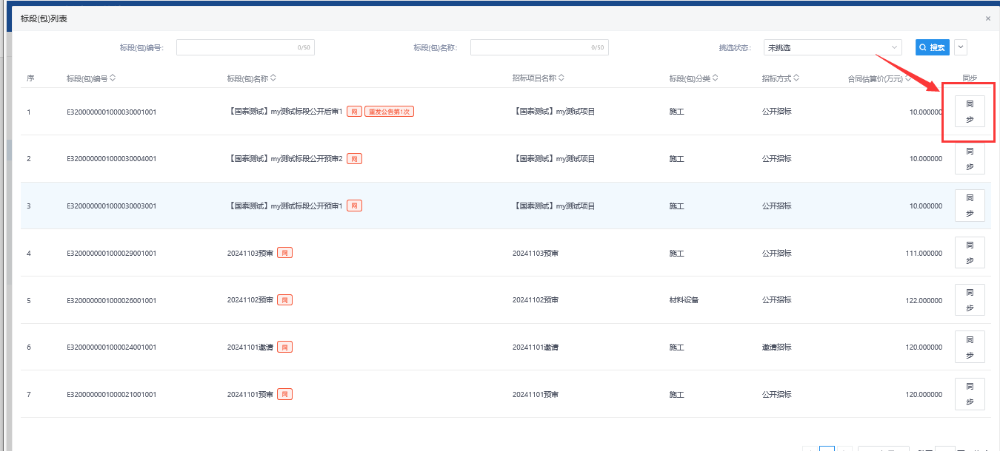 标段(包)列表 ×
标段(包)编号: 0/50 标段(包)名称: 0/50 挑选状态: 未挑选 搜索
序 标段(包)编号 标段(包)名称 招标项目名称 标段(包)分类 招标方式 合同估算价(万元) 同步
1 E3200000001000030001001 【国泰测试】my测试标段公开后审1 网 重发公告第1次 【国泰测试】my测试项目 施工 公开招标 10.000000 同步
2 E3200000001000030004001 【国泰测试】my测试标段公开预审2 网 【国泰测试】my测试项目 施工 公开招标 10.000000 同步
3 E3200000001000030003001 【国泰测试】my测试标段公开预审1 网 【国泰测试】my测试项目 施工 公开招标 10.000000 同步
4 E3200000001000029001001 20241103预审 网 20241103预审 施工 公开招标 111.000000 同步
5 E3200000001000026001001 20241102预审 网 20241102预审 材料设备 公开招标 122.000000 同步
6 E3200000001000024001001 20241101邀请 网 20241101邀请 施工 邀请招标 120.000000 同步
7 E3200000001000021001001 20241101预审 网 20241101预审 施工 公开招标 120.000000 同步